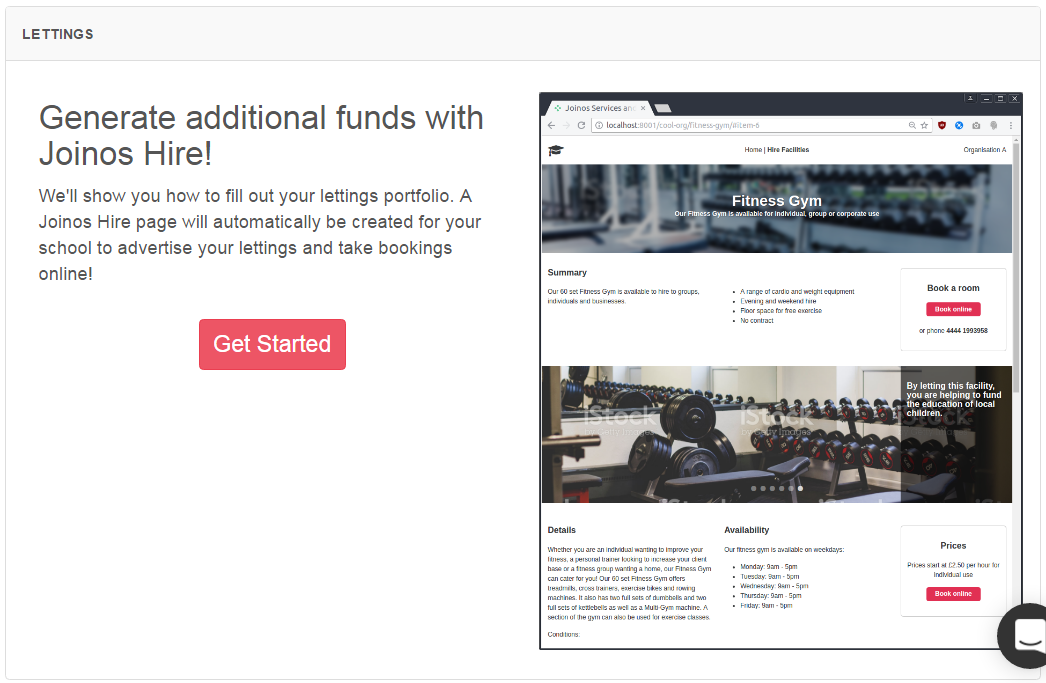 LETTINGS
Generate additional funds with
Joinos Hire!
We'll show you how to fill out your lettings portfolio. A
Joinos Hire page will automatically be created for your
school to advertise your lettings and take bookings
online!
Get Started
Joinos Services an
localhost:8001/cool-org/fitness-gym/#item-6
Home | Hire Facilities
Organisation A
Fitness Gym
Our Fitness Gym is available for individual, group or corporate use
Summary
Our 60 set Fitness Gym is available to hire to groups,
individuals and businesses.
A range of cardio and weight equipment
Evening and weekend hire
Floor space for free exercise
No contract
Book a room
Book online
or phone 4444 1993958
By letting this facility,
you are helping to fund
the education of local
children.
iStock
by Getty Images
iStock
by Getty Images
iStock
iStock
iStock
Details
Whether you are an individual wanting to improve your
fitness, a personal trainer looking to increase your client
base or a fitness group wanting a home, our Fitness Gym
can cater for you! Our 60 set Fitness Gym offers
treadmills, cross trainers, exercise bikes and rowing
machines. It also has two full sets of dumbbells and two
full sets of kettlebells as well as a Multi-Gym machine. A
section of the gym can also be used for exercise classes.
Conditions:
Availability
Our fitness gym is available on weekdays:
Monday: 9am - 5pm
Tuesday: 9am - 5pm
Wednesday: 9am - 5pm
Thursday: 9am - 5pm
Friday: 9am - 5pm
Prices
Prices start at £2.50 per hour for
individual use
Book online